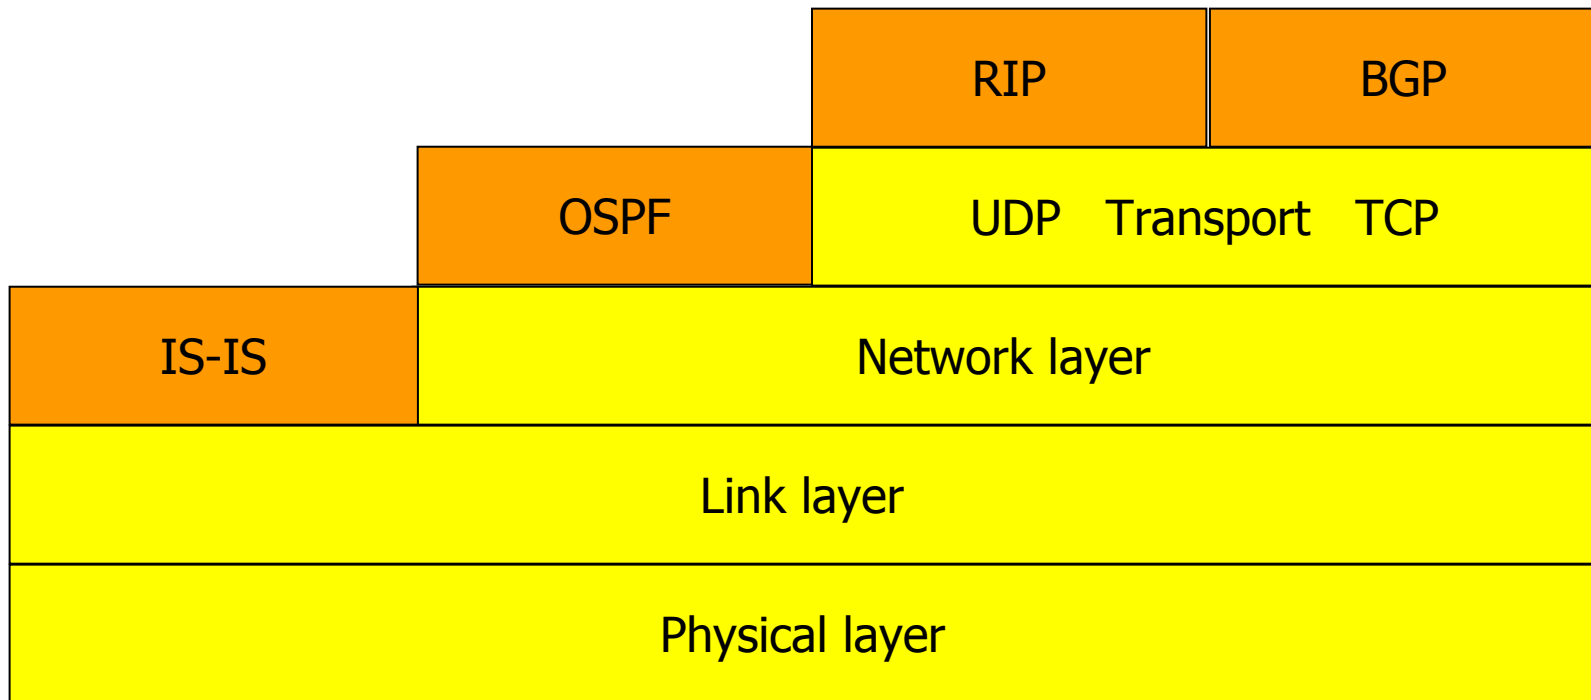 RIP BGP
OSPF UDP Transport TCP
IS-IS Network layer
Link layer
Physical layer